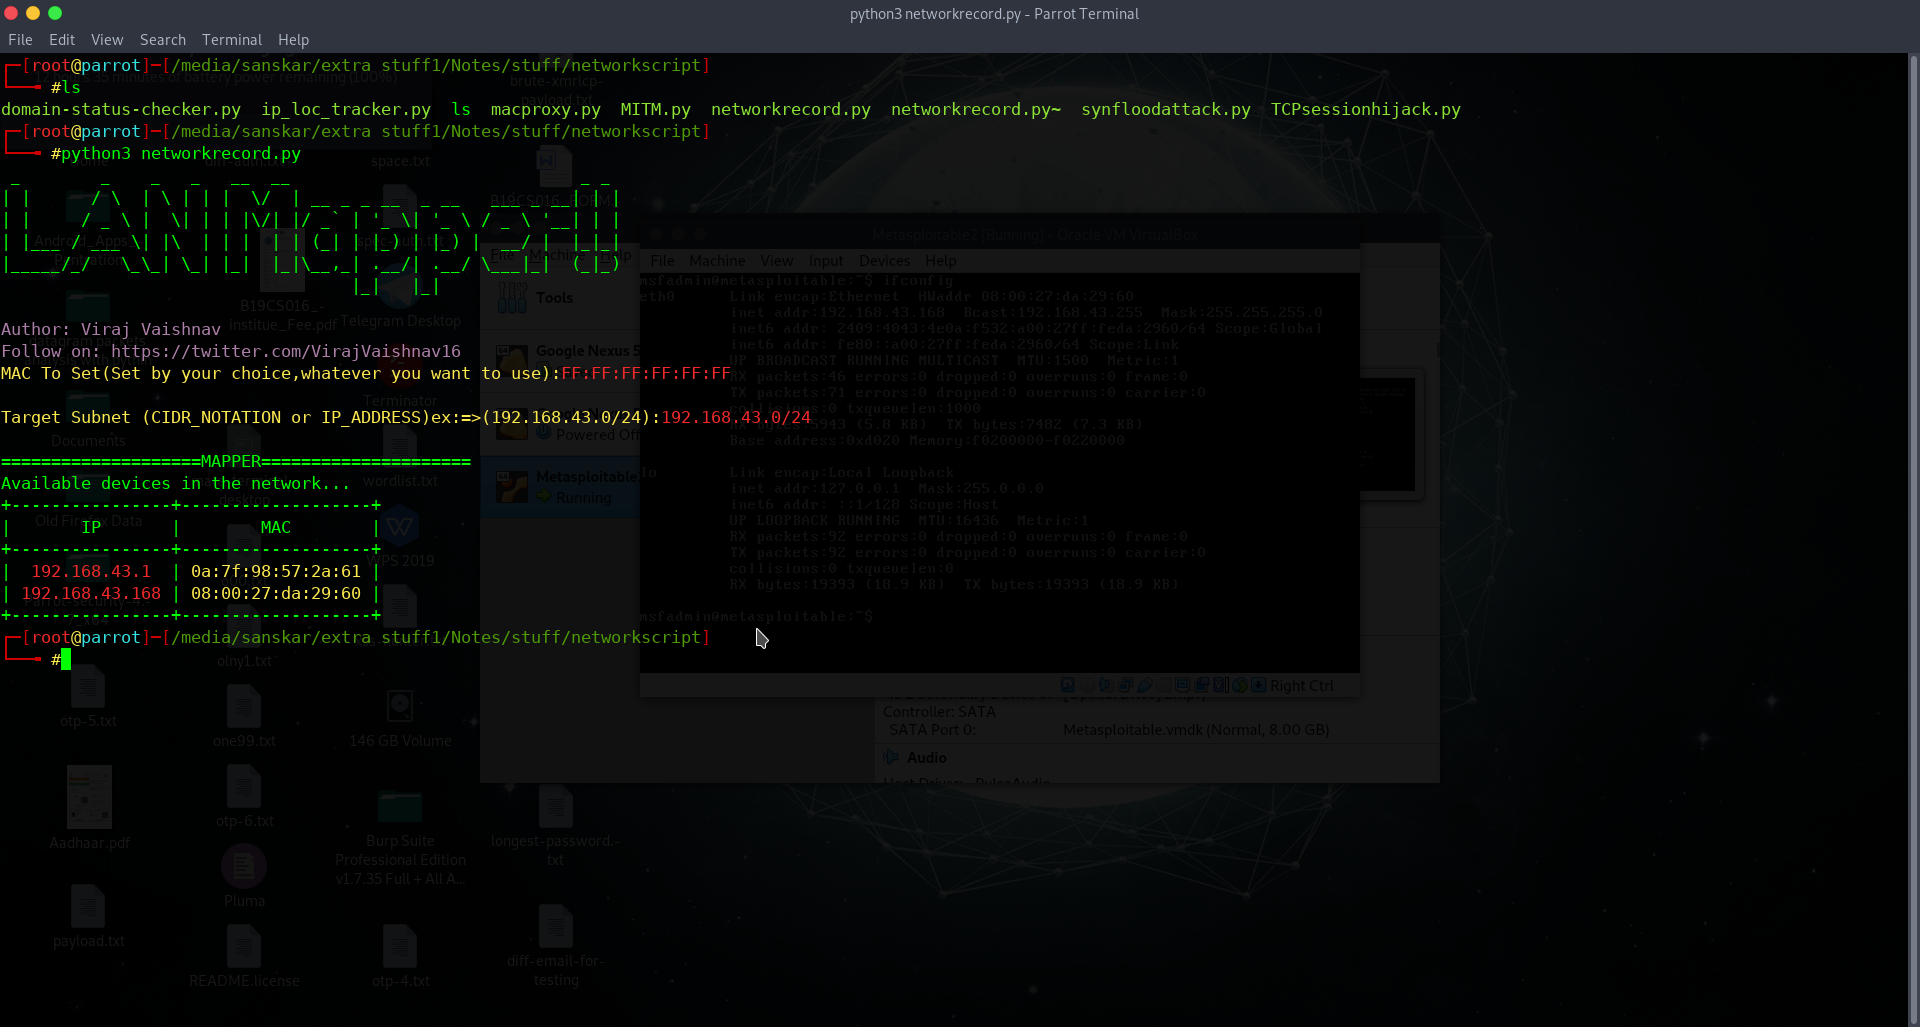 python3 networkrecord.py - Parrot Terminal
File Edit View Search Terminal Help
┌─[root@parrot]─[/media/sanskar/extra stuff1/Notes/stuff/networkscript]
└──╼ #ls
domain-status-checker.py ip_loc_tracker.py ls macproxy.py MITM.py networkrecord.py networkrecord.py~ synfloodattack.py TCPsessionhijack.py
┌─[root@parrot]─[/media/sanskar/extra stuff1/Notes/stuff/networkscript]
└──╼ #python3 networkrecord.py
LANMapper!!
Author: Viraj Vaishnav
Follow on: https://twitter.com/VirajVaishnav16
MAC To Set(Set by your choice,whatever you want to use):FF:FF:FF:FF:FF:FF
Target Subnet (CIDR_NOTATION or IP_ADDRESS)ex:=>(192.168.43.0/24):192.168.43.0/24
====================MAPPER=====================
Available devices in the network...
+----------------+-------------------+
| IP | MAC |
+----------------+-------------------+
| 192.168.43.1 | 0a:7f:98:57:2a:61 |
| 192.168.43.168 | 08:00:27:da:29:60 |
+----------------+-------------------+
┌─[root@parrot]─[/media/sanskar/extra stuff1/Notes/stuff/networkscript]
└──╼ #
Metasploitable2 [Running] - Oracle VM VirtualBox
File Machine Help
File Machine View Input Devices Help
msfadmin@metasploitable:~$ ifconfig
eth0 Link encap:Ethernet HWaddr 08:00:27:da:29:60
inet addr:192.168.43.168 Bcast:192.168.43.255 Mask:255.255.255.0
inet6 addr: 2409:4043:4e0a:f532:a00:27ff:feda:2960/64 Scope:Global
inet6 addr: fe80::a00:27ff:feda:2960/64 Scope:Link
UP BROADCAST RUNNING MULTICAST MTU:1500 Metric:1
RX packets:46 errors:0 dropped:0 overruns:0 frame:0
TX packets:71 errors:0 dropped:0 overruns:0 carrier:0
collisions:0 txqueuelen:1000
(5.8 KB) TX bytes:7482 (7.3 KB)
Base address:0xd020 Memory:f0200000-f0220000
lo Link encap:Local Loopback
inet addr:127.0.0.1 Mask:255.0.0.0
inet6 addr: ::1/128 Scope:Host
UP LOOPBACK RUNNING MTU:16436 Metric:1
RX packets:92 errors:0 dropped:0 overruns:0 frame:0
TX packets:92 errors:0 dropped:0 overruns:0 carrier:0
collisions:0 txqueuelen:0
RX bytes:19393 (18.9 KB) TX bytes:19393 (18.9 KB)
msfadmin@metasploitable:~$
Right Ctrl
Tools
Google Nexus 5
Powered Off
Metasploitable
Running
Controller: SATA
SATA Port 0: Metasploitable.vmdk (Normal, 8.00 GB)
Audio
space.txt
B19CS016_-
institue_Fee.pdf
Telegram Desktop
Terminator
Documents
wordlist.txt
Old Firefox Data
WPS 2019
olny1.txt
otp-5.txt
one99.txt
146 GB Volume
Aadhaar.pdf
otp-6.txt
Burp Suite
Professional Edition
v1.7.35 Full + All A...
longest-password.-
txt
Pluma
payload.txt
README.license
otp-4.txt
diff-email-for-
testing